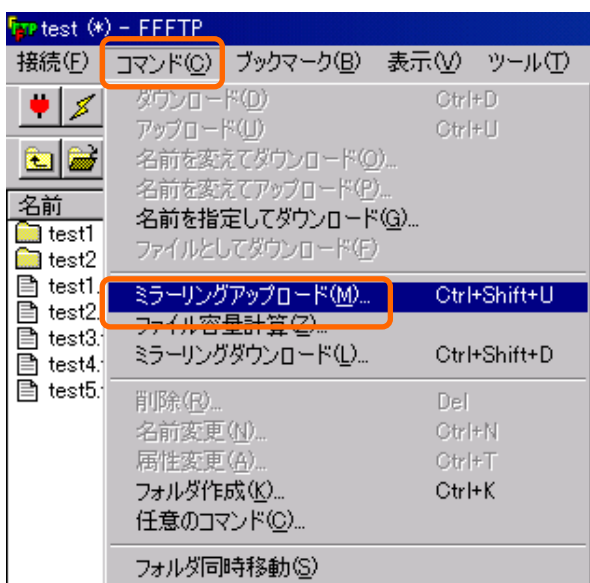 test (*) - FFFTP
接続(F) コマンド(C) ブックマーク(B) 表示(V) ツール(T)
ダウンロード(D) Ctrl+D
アップロード(U) Ctrl+U
名前を変えてダウンロード(O)...
名前を変えてアップロード(P)...
名前を指定してダウンロード(G)...
ファイルとしてダウンロード(F)
ミラーリングアップロード(M)... Ctrl+Shift+U
ファイル容量計算(Z)...
ミラーリングダウンロード(L)... Ctrl+Shift+D
削除(R)... Del
名前変更(N)... Ctrl+N
属性変更(A)... Ctrl+T
フォルダ作成(K)... Ctrl+K
任意のコマンド(C)...
フォルダ同時移動(S)
名前
test1
test2
test1.
test2.
test3.
test4.
test5.